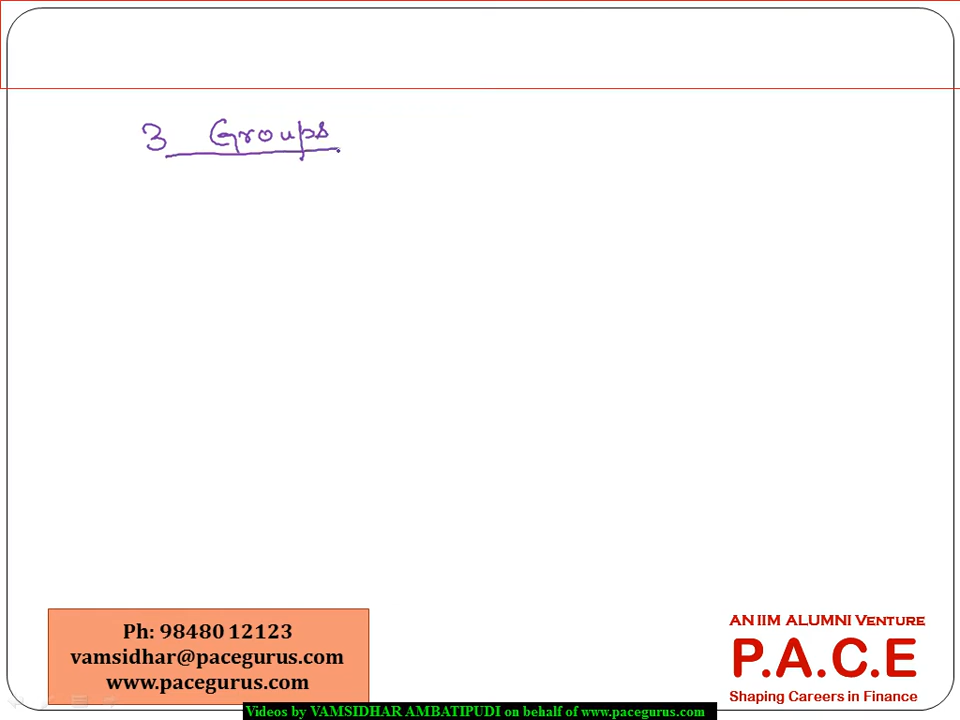 3 Groups
Ph: 98480 12123
vamsidhar@pacegurus.com
www.pacegurus.com
AN IIM ALUMNI VENTURE
P.A.C.E
Shaping Careers in Finance
Videos by VAMSIDHAR AMBATIPUDI on behalf of www.pacegurus.com